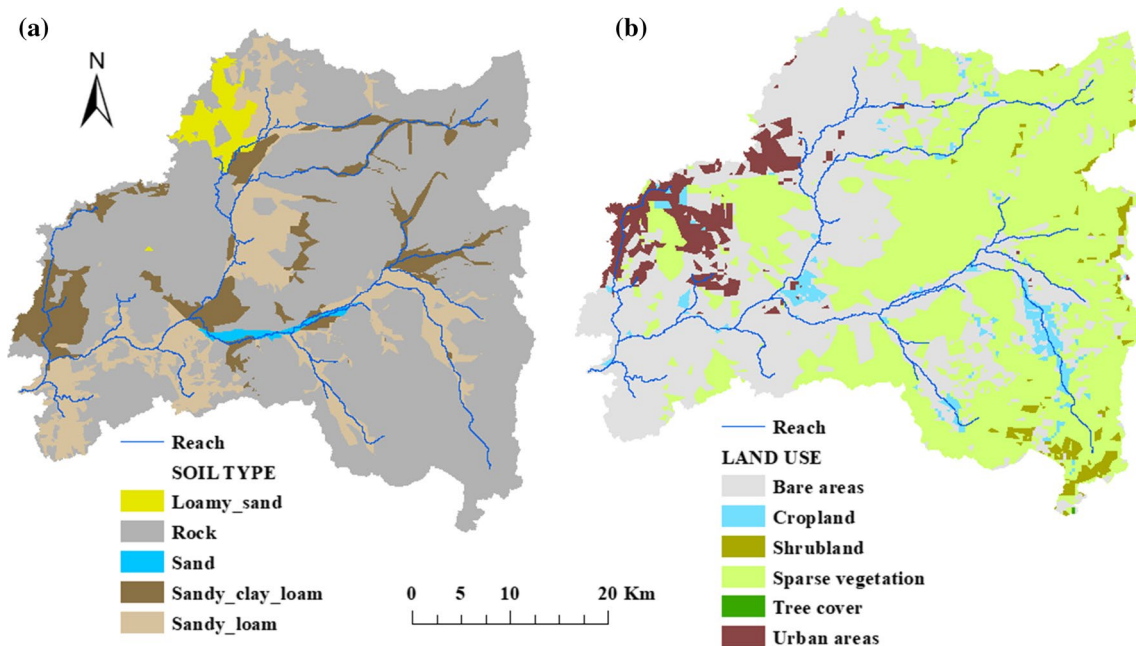 (a)
N
Reach
SOIL TYPE
Loamy_sand
Rock
Sand
Sandy_clay_loam
Sandy_loam
0 5 10 20 Km
(b)
Reach
LAND USE
Bare areas
Cropland
Shrubland
Sparse vegetation
Tree cover
Urban areas